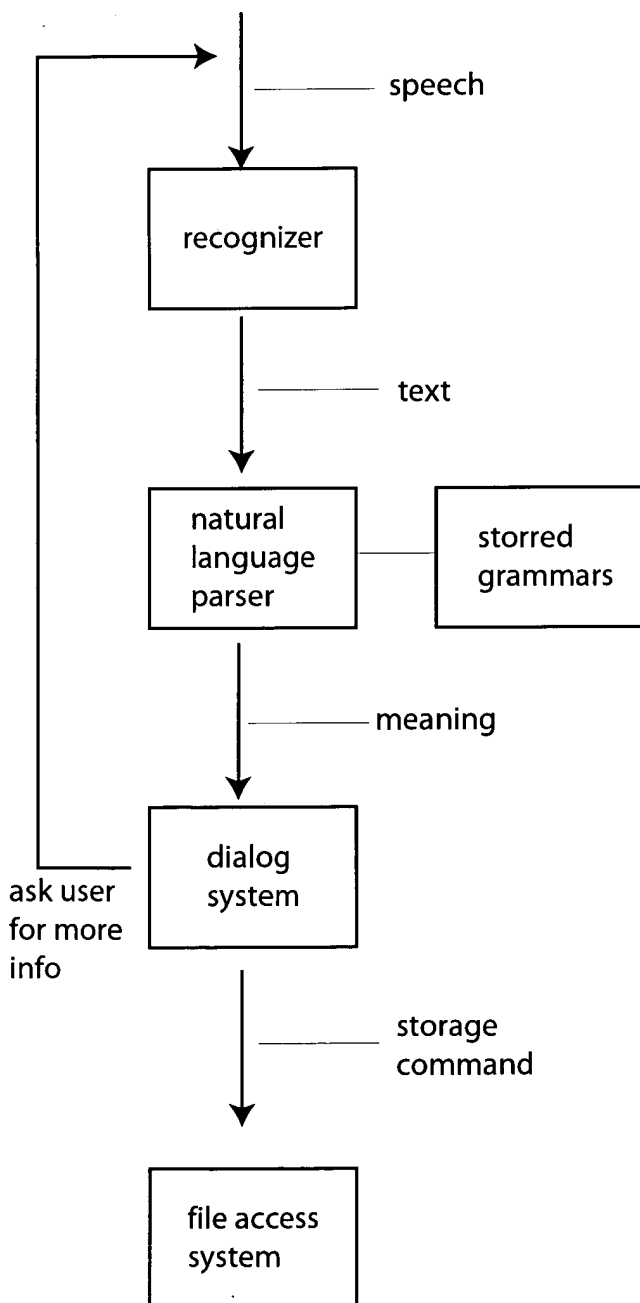 speech
recognizer
text
natural
language
parser
storred
grammars
meaning
dialog
system
ask user
for more
info
storage
command
file access
system